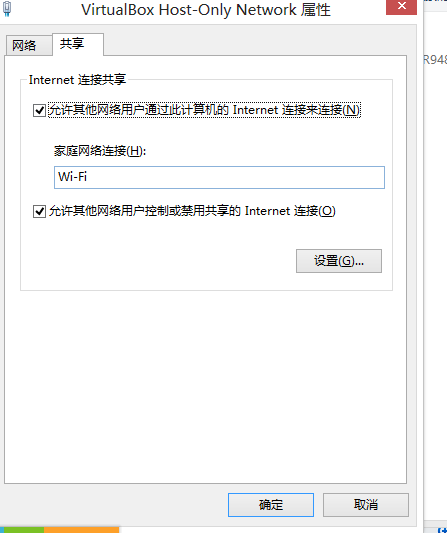 VirtualBox Host-Only Network 属性
网络
共享
R948
Internet 连接共享
允许其他网络用户通过此计算机的 Internet 连接来连接(N)
家庭网络连接(H):
Wi-Fi
允许其他网络用户控制或禁用共享的 Internet 连接(O)
设置(G)...
确定
取消